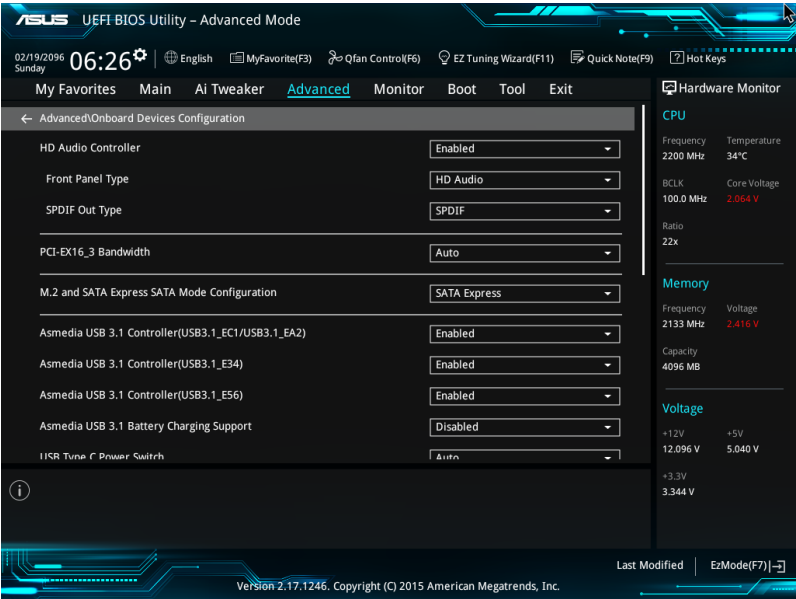 ASUS UEFI BIOS Utility – Advanced Mode
02/19/2096
Sunday
06:26
English
MyFavorite(F3)
Qfan Control(F6)
EZ Tuning Wizard(F11)
Quick Note(F9)
? Hot Keys
My Favorites Main Ai Tweaker Advanced Monitor Boot Tool Exit
← Advanced\Onboard Devices Configuration
HD Audio Controller Enabled
Front Panel Type HD Audio
SPDIF Out Type SPDIF
PCI-EX16_3 Bandwidth Auto
M.2 and SATA Express SATA Mode Configuration SATA Express
Asmedia USB 3.1 Controller(USB3.1_EC1/USB3.1_EA2) Enabled
Asmedia USB 3.1 Controller(USB3.1_E34) Enabled
Asmedia USB 3.1 Controller(USB3.1_E56) Enabled
Asmedia USB 3.1 Battery Charging Support Disabled
USB Type C Power Switch Auto
Hardware Monitor
CPU
Frequency Temperature
2200 MHz 34°C
BCLK Core Voltage
100.0 MHz 2.064 V
Ratio
22x
Memory
Frequency Voltage
2133 MHz 2.416 V
Capacity
4096 MB
Voltage
+12V +5V
12.096 V 5.040 V
+3.3V
3.344 V
Last Modified
EzMode(F7)
Version 2.17.1246. Copyright (C) 2015 American Megatrends, Inc.